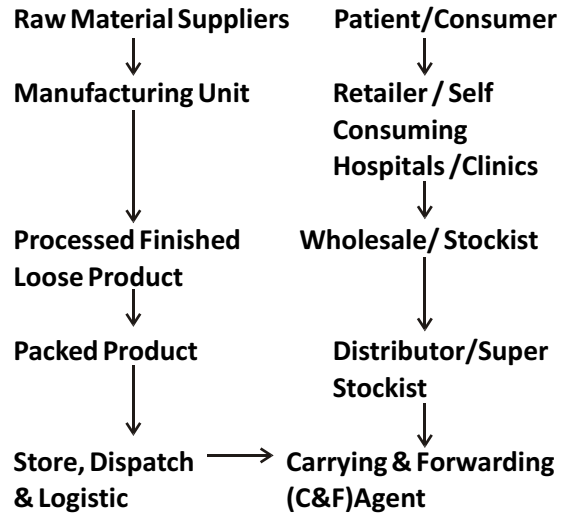 Raw Material Suppliers
Manufacturing Unit
Processed Finished
Loose Product
Packed Product
Store, Dispatch
& Logistic
Patient/Consumer
Retailer / Self
Consuming
Hospitals /Clinics
Wholesale/ Stockist
Distributor/Super
Stockist
Carrying & Forwarding
(C&F)Agent